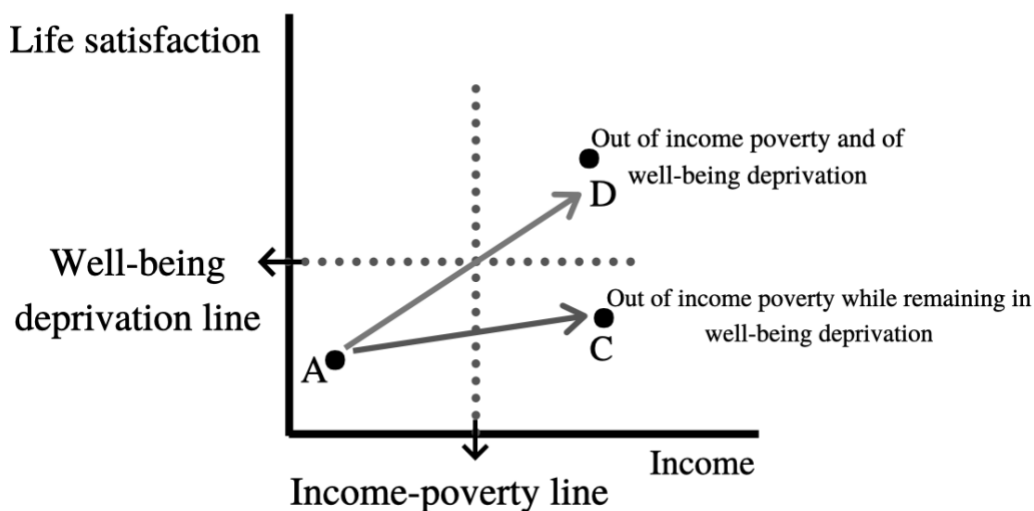 Life satisfaction
Out of income poverty and of
well-being deprivation
D
Well-being
deprivation line
Out of income poverty while remaining in
well-being deprivation
C
A
Income
Income-poverty line